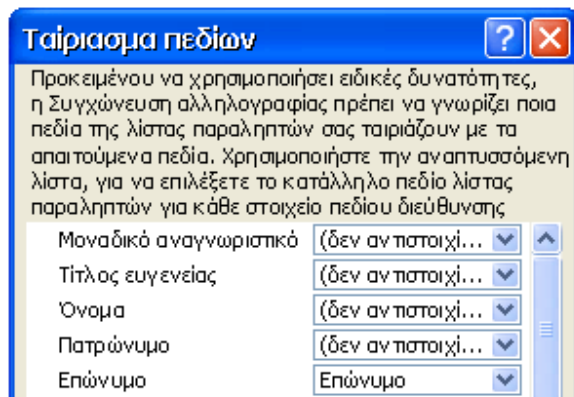 Ταίριασμα πεδίων
Προκειμένου να χρησιμοποιήσει ειδικές δυνατότητες,
η Συγχώνευση αλληλογραφίας πρέπει να γνωρίζει ποια
πεδία της λίστας παραληπτών σας ταιριάζουν με τα
απαιτούμενα πεδία. Χρησιμοποιήστε την αναπτυσσόμενη
λίστα, για να επιλέξετε το κατάλληλο πεδίο λίστας
παραληπτών για κάθε στοιχείο πεδίου διεύθυνσης
Μοναδικό αναγνωριστικό (δεν αντιστοιχί...
Τίτλος ευγενείας (δεν αντιστοιχί...
Όνομα (δεν αντιστοιχί...
Πατρώνυμο (δεν αντιστοιχί...
Επώνυμο Επώνυμο